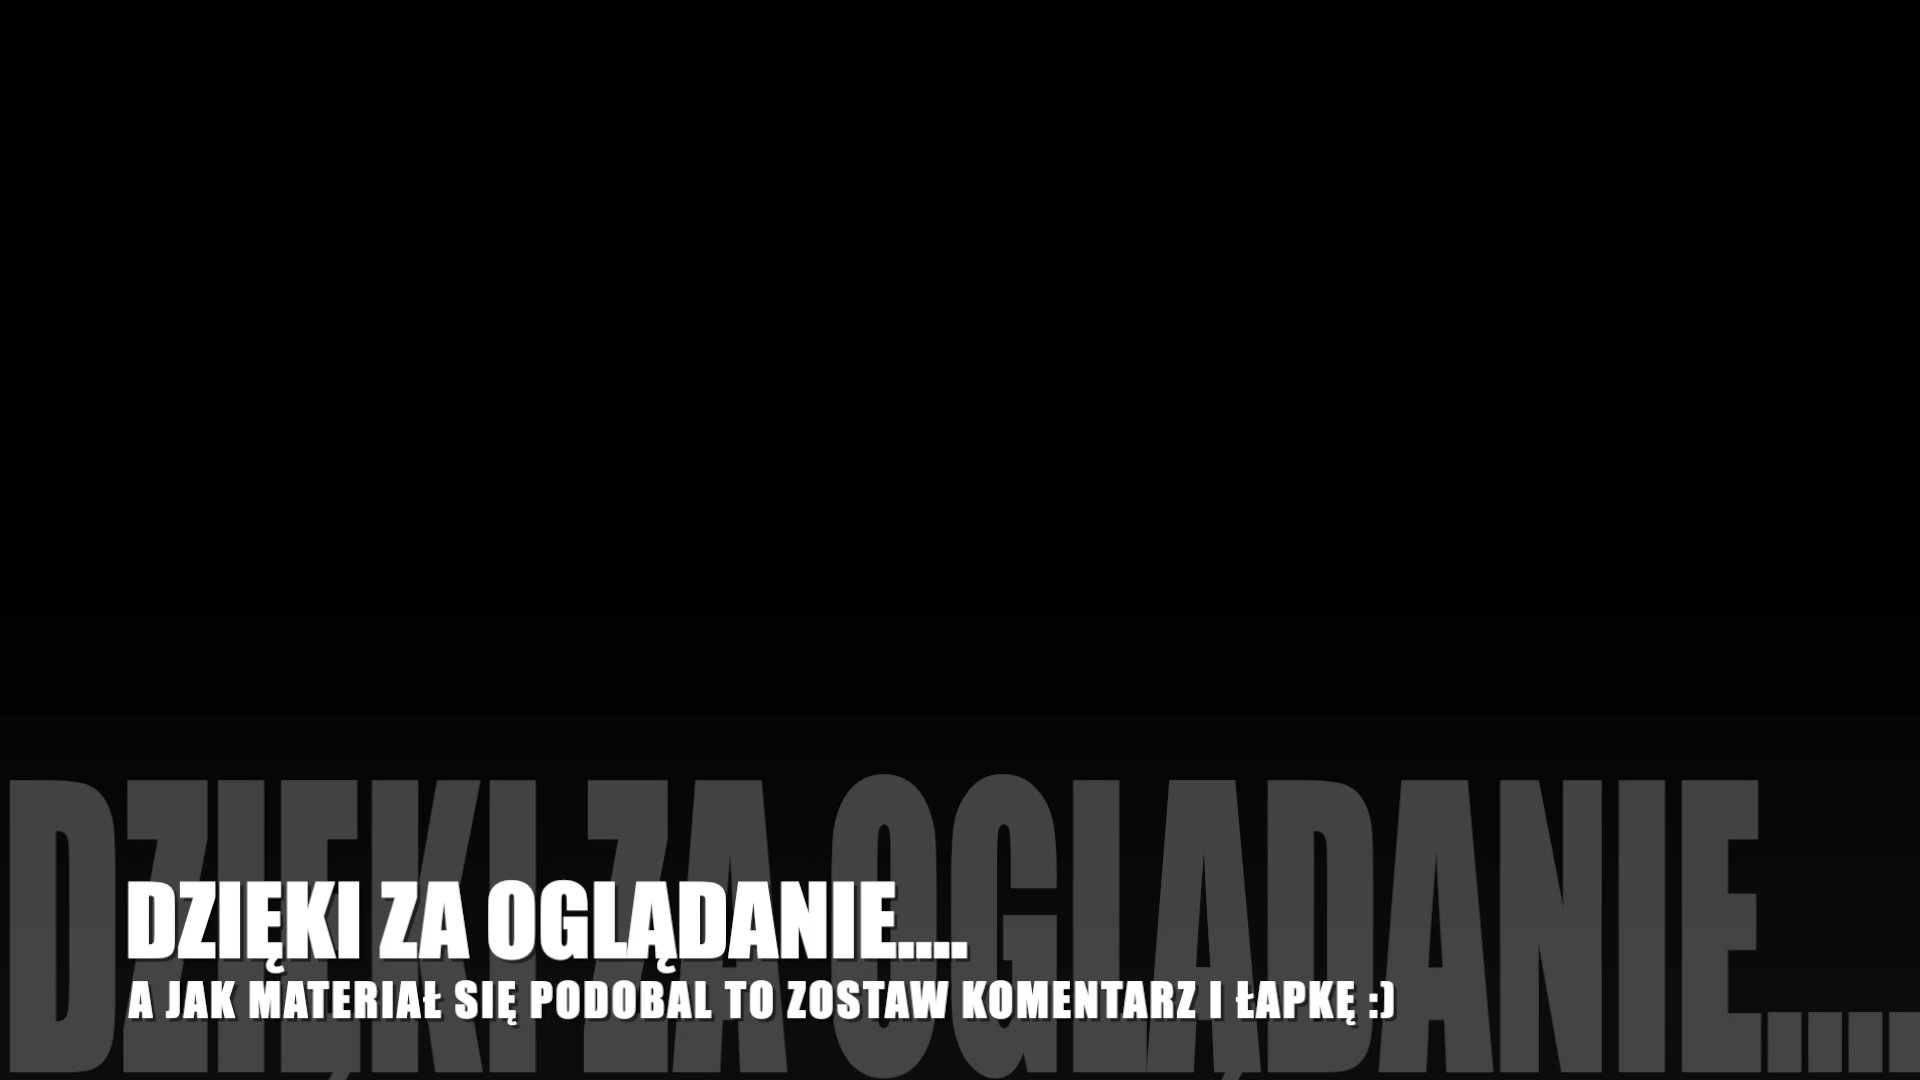 DZIĘKI ZA OGLĄDANIE....
DZIĘKI ZA OGLĄDANIE....
A JAK MATERIAŁ SIĘ PODOBAL TO ZOSTAW KOMENTARZ I ŁAPKĘ :)